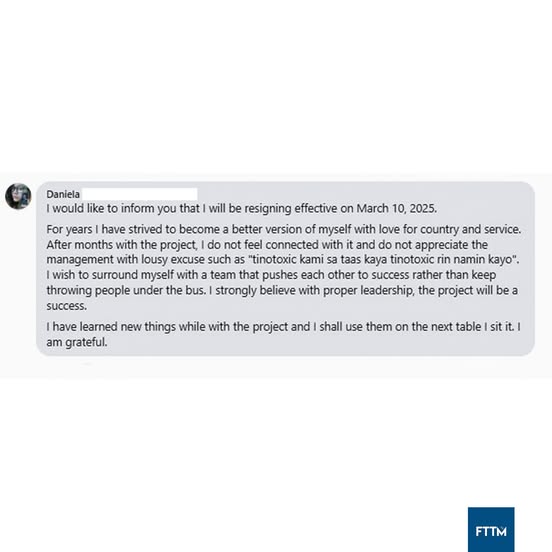 Daniela
I would like to inform you that I will be resigning effective on March 10, 2025.
For years I have strived to become a better version of myself with love for country and service.
After months with the project, I do not feel connected with it and do not appreciate the
management with lousy excuse such as "tinotoxic kami sa taas kaya tinotoxic rin namin kayo".
I wish to surround myself with a team that pushes each other to success rather than keep
throwing people under the bus. I strongly believe with proper leadership, the project will be a
success.
I have learned new things while with the project and I shall use them on the next table I sit it. I
am grateful.
FTTM